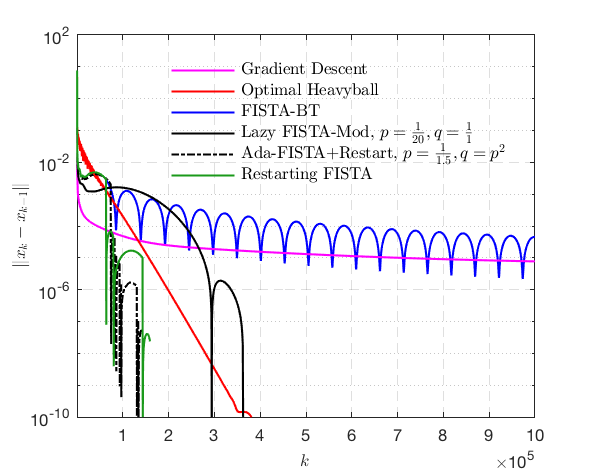 10^2
10^-2
10^-6
10^-10
||x_k − x_{k−1}||
Gradient Descent
Optimal Heavyball
FISTA-BT
Lazy FISTA-Mod, p = 1/20, q = 1/1
Ada-FISTA+Restart, p = 1/1.5, q = p^2
Restarting FISTA
1 2 3 4 5 6 7 8 9 10
k
×10^5